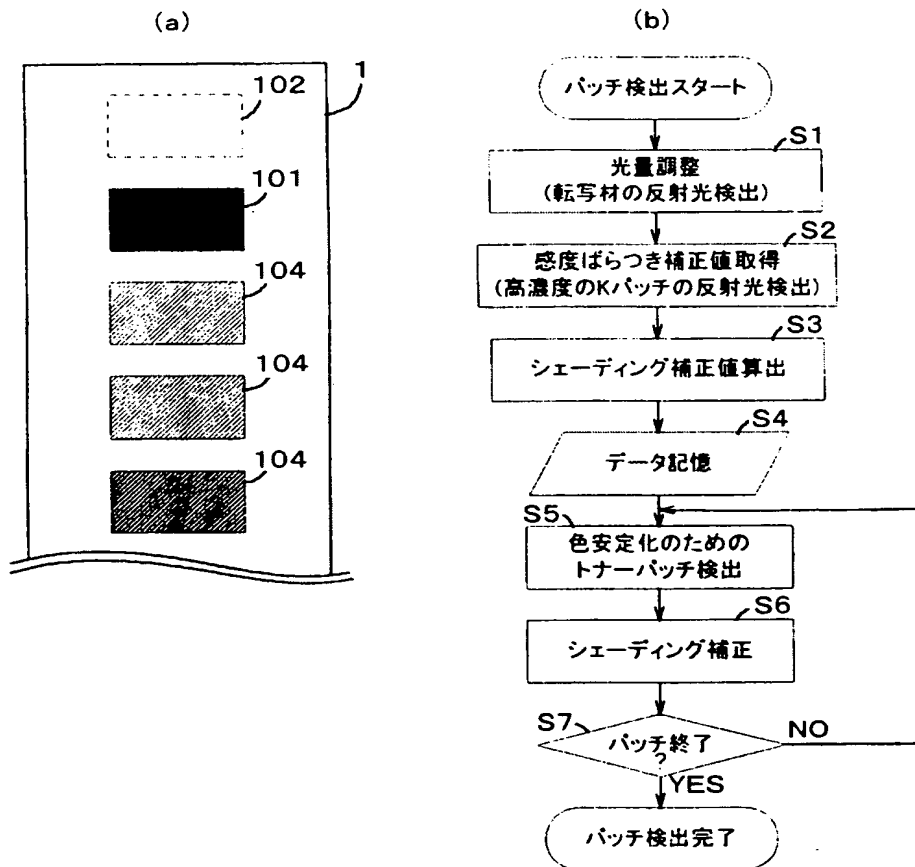 (a)
1
102
101
104
104
104
(b)
パッチ検出スタート
S1
光量調整
(転写材の反射光検出)
S2
感度ばらつき補正値取得
(高濃度のKパッチの反射光検出)
S3
シェーディング補正値算出
S4
データ記憶
S5
色安定化のための
トナーパッチ検出
S6
シェーディング補正
S7
パッチ終了
?
NO
YES
パッチ検出完了